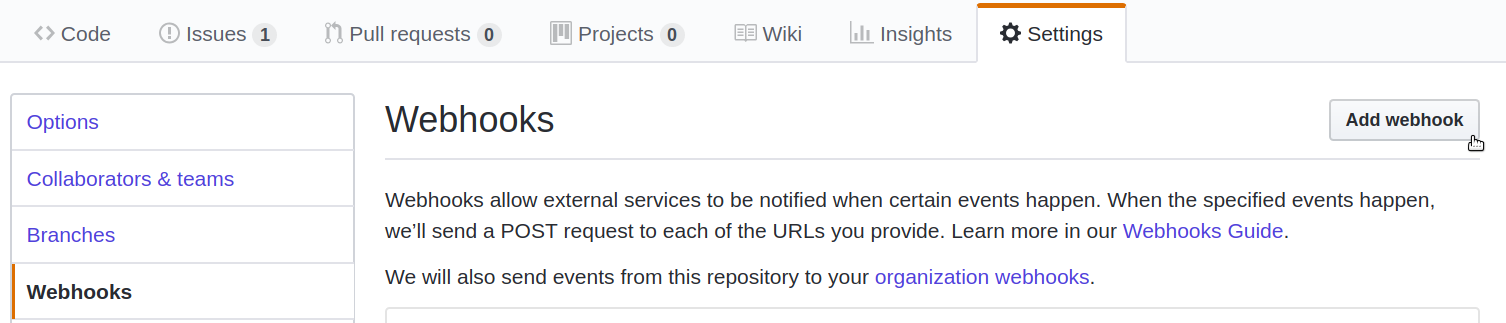 Code Issues 1 Pull requests 0 Projects 0 Wiki Insights Settings
Options
Collaborators & teams
Branches
Webhooks
Webhooks
Add webhook
Webhooks allow external services to be notified when certain events happen. When the specified events happen,
we’ll send a POST request to each of the URLs you provide. Learn more in our Webhooks Guide.
We will also send events from this repository to your organization webhooks.